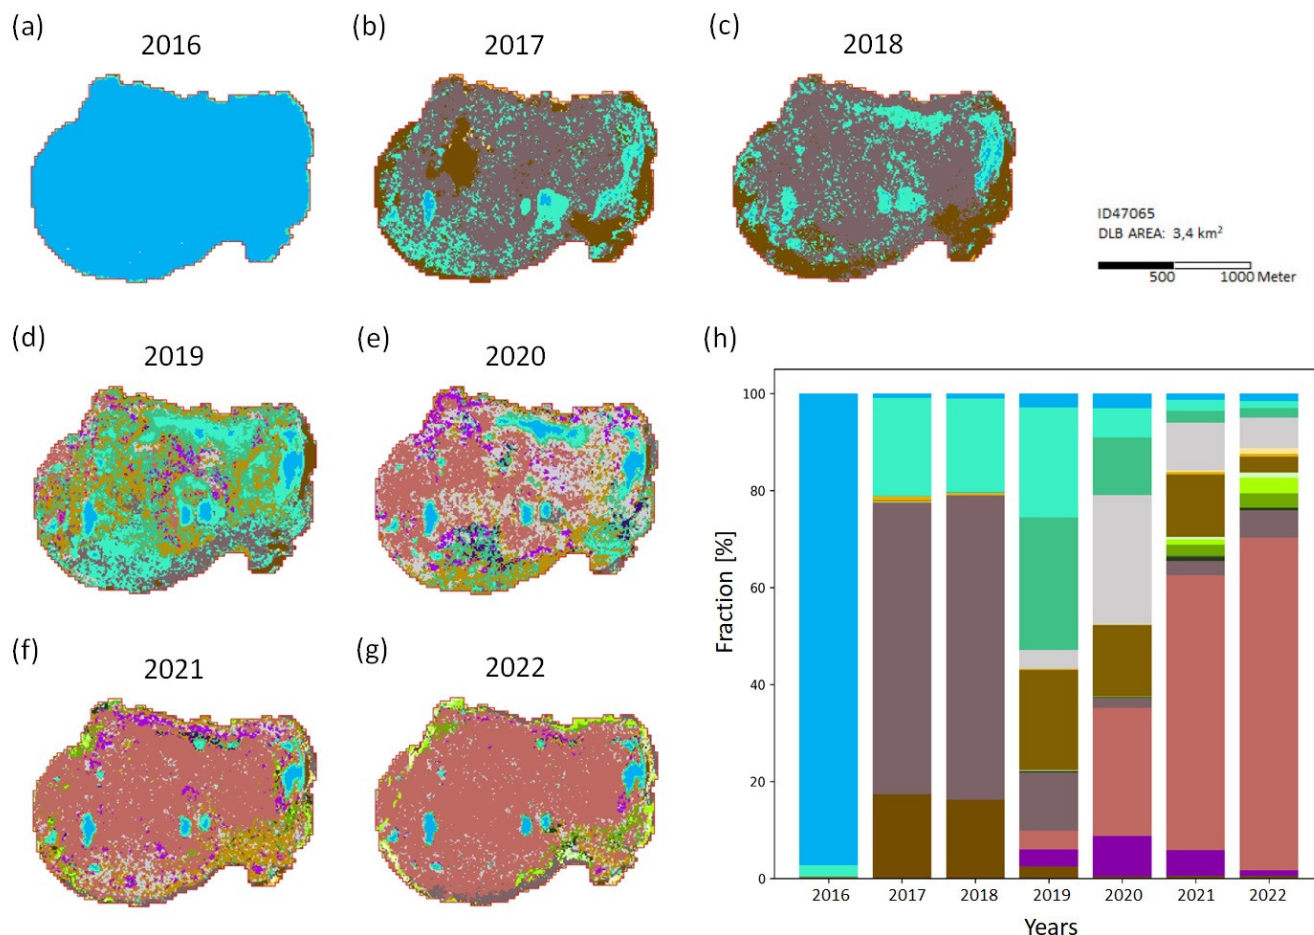 (a)
2016
(b)
2017
(c)
2018
ID47065
DLB AREA: 3,4 km²
500
1000 Meter
(d)
2019
(e)
2020
(h)
100
80
60
40
20
0
Fraction [%]
2016
2017
2018
2019
2020
2021
2022
Years
(f)
2021
(g)
2022